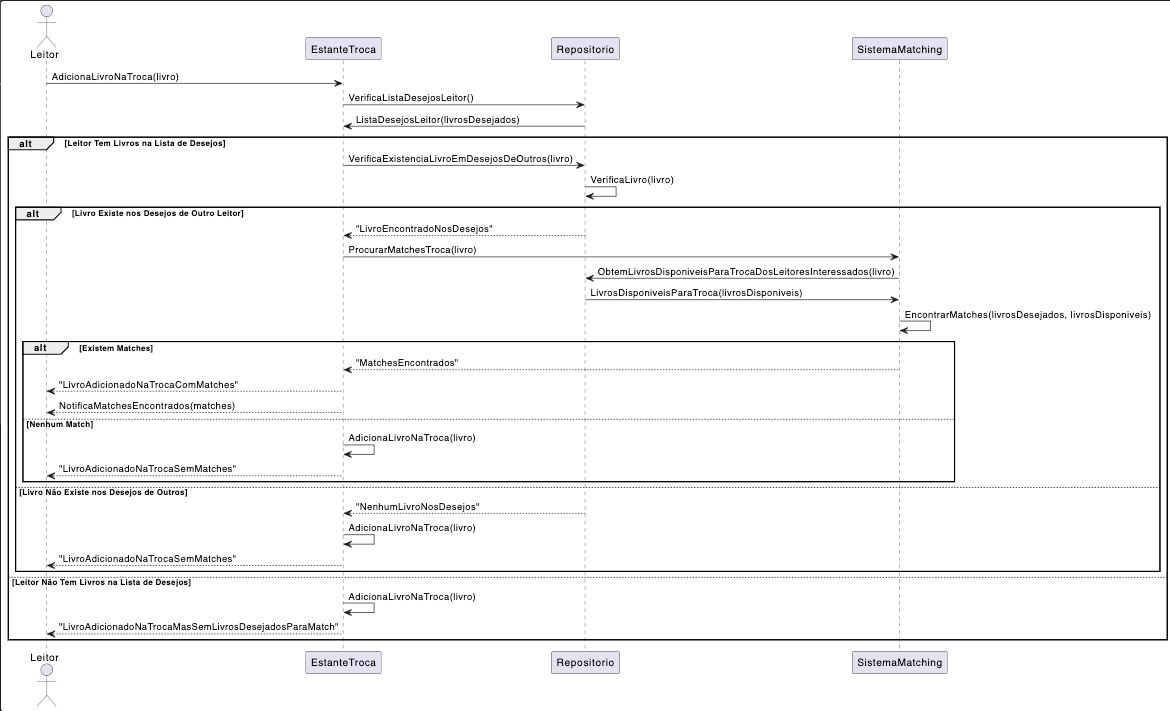 Leitor
EstanteTroca
Repositorio
SistemaMatching
AdicionaLivroNaTroca(livro)
VerificaListaDesejosLeitor()
ListaDesejosLeitor(livrosDesejados)
alt
[Leitor Tem Livros na Lista de Desejos]
VerificaExistenciaLivroEmDesejosDeOutros(livro)
VerificaLivro(livro)
alt
[Livro Existe nos Desejos de Outro Leitor]
"LivroEncontradoNosDesejos"
ProcurarMatchesTroca(livro)
ObtemLivrosDisponiveisParaTrocaDosLeitoresInteressados(livro)
LivrosDisponiveisParaTroca(livrosDisponiveis)
EncontrarMatches(livrosDesejados, livrosDisponiveis)
alt
[Existem Matches]
"MatchesEncontrados"
"LivroAdicionadoNaTrocaComMatches"
NotificaMatchesEncontrados(matches)
[Nenhum Match]
AdicionaLivroNaTroca(livro)
"LivroAdicionadoNaTrocaSemMatches"
[Livro Não Existe nos Desejos de Outros]
"NenhumLivroNosDesejos"
AdicionaLivroNaTroca(livro)
"LivroAdicionadoNaTrocaSemMatches"
[Leitor Não Tem Livros na Lista de Desejos]
AdicionaLivroNaTroca(livro)
"LivroAdicionadoNaTrocaMasSemLivrosDesejadosParaMatch"
Leitor
EstanteTroca
Repositorio
SistemaMatching